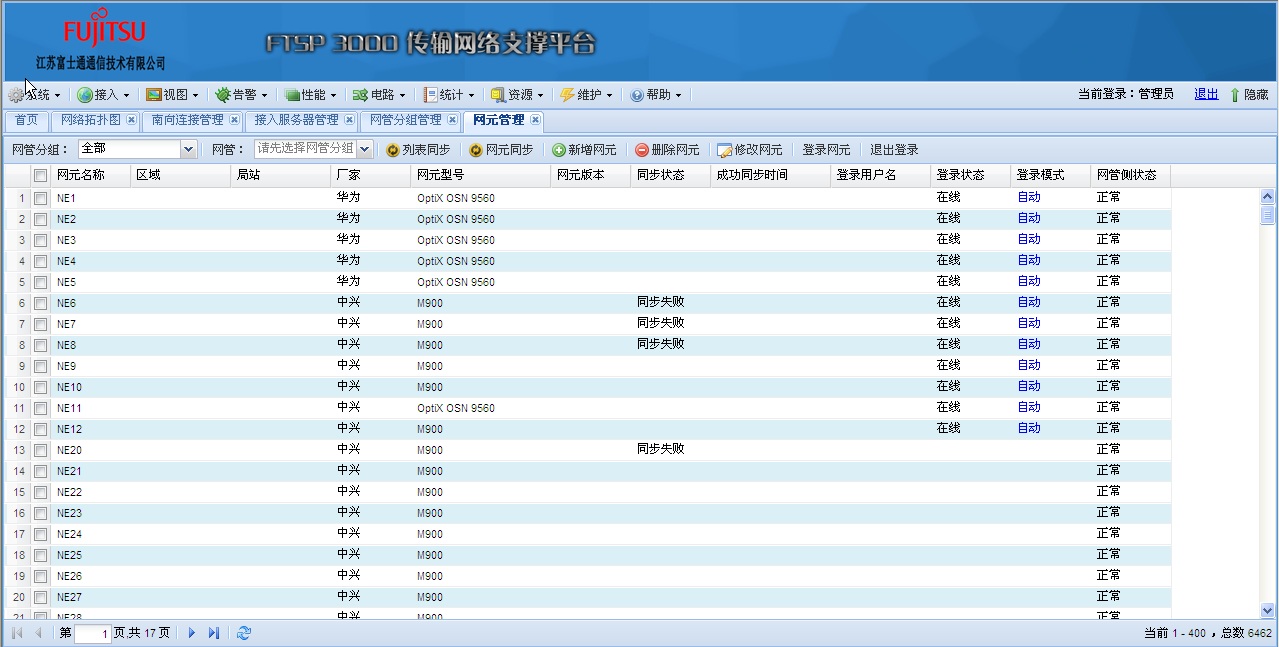 FUJITSU
江苏富士通通信技术有限公司
FTSP 3000 传输网络支撑平台
系统 接入 视图 告警 性能 电路 统计 资源 维护 帮助 当前登录：管理员 退出 隐藏
首页 网络拓扑图 南向连接管理 接入服务器管理 网管分组管理 网元管理
网管分组： 全部 网管： 请先选择网管分组 列表同步 网元同步 新增网元 删除网元 修改网元 登录网元 退出登录
网元名称 区域 局站 厂家 网元型号 网元版本 同步状态 成功同步时间 登录用户名 登录状态 登录模式 网管侧状态
1 NE1 华为 OptiX OSN 9560 在线 自动 正常
2 NE2 华为 OptiX OSN 9560 在线 自动 正常
3 NE3 华为 OptiX OSN 9560 在线 自动 正常
4 NE4 华为 OptiX OSN 9560 在线 自动 正常
5 NE5 华为 OptiX OSN 9560 在线 自动 正常
6 NE6 中兴 M900 同步失败 在线 自动 正常
7 NE7 中兴 M900 同步失败 在线 自动 正常
8 NE8 中兴 M900 同步失败 在线 自动 正常
9 NE9 中兴 M900 在线 自动 正常
10 NE10 中兴 M900 在线 自动 正常
11 NE11 中兴 OptiX OSN 9560 在线 自动 正常
12 NE12 中兴 M900 在线 自动 正常
13 NE20 中兴 M900 同步失败 正常
14 NE21 中兴 M900 正常
15 NE22 中兴 M900 正常
16 NE23 中兴 M900 正常
17 NE24 中兴 M900 正常
18 NE25 中兴 M900 正常
19 NE26 中兴 M900 正常
20 NE27 中兴 M900 正常
21 NE28 中兴 M900 正常
第 1 页,共 17 页 当前 1 - 400 ，总数 6462